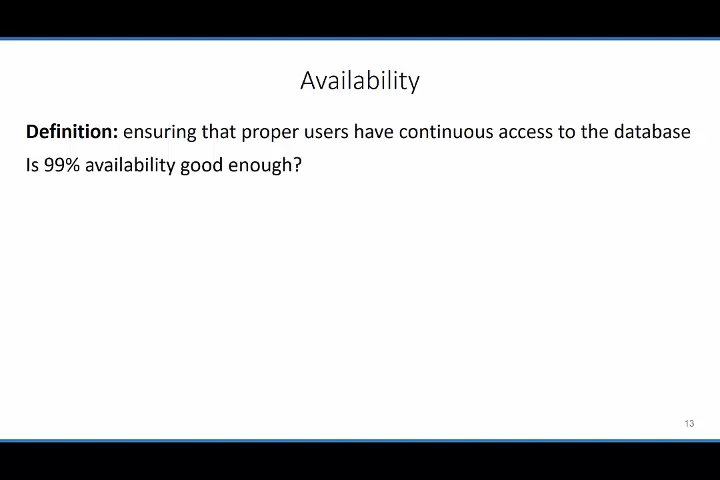 Availability
Definition: ensuring that proper users have continuous access to the database
Is 99% availability good enough?
13